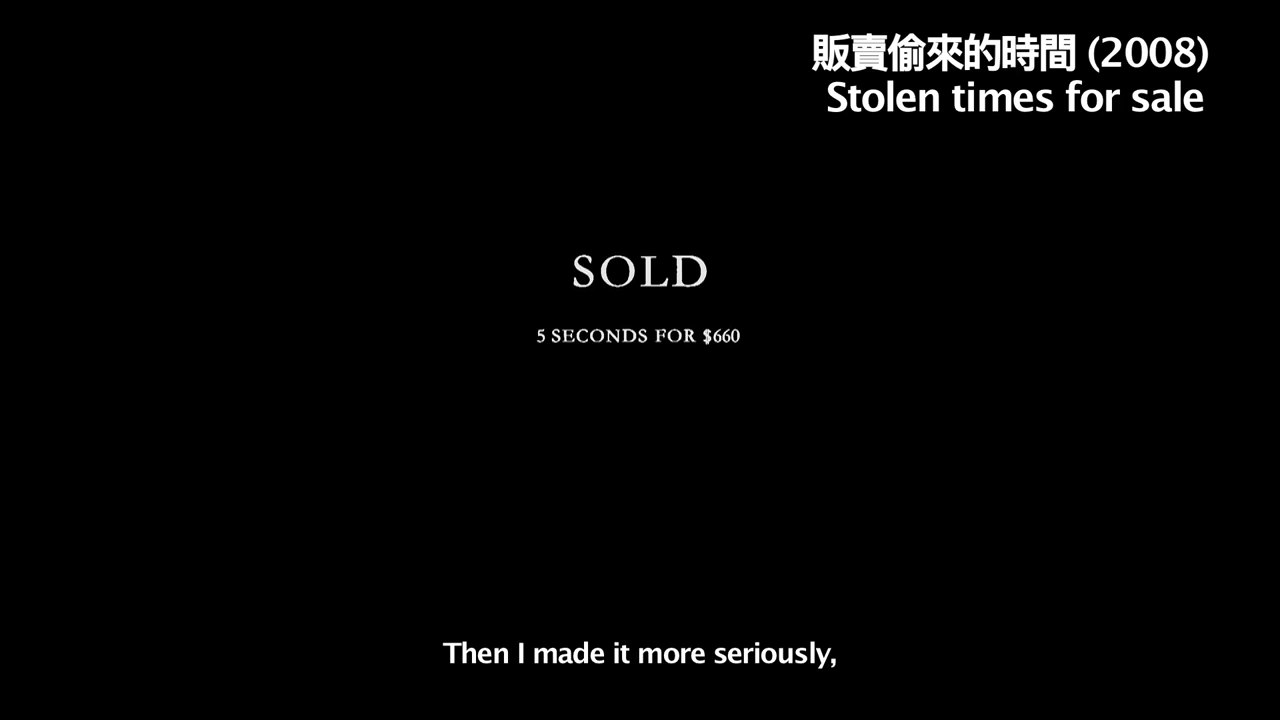 販賣偷來的時間 (2008)
Stolen times for sale
SOLD
5 SECONDS FOR $660
Then I made it more seriously,